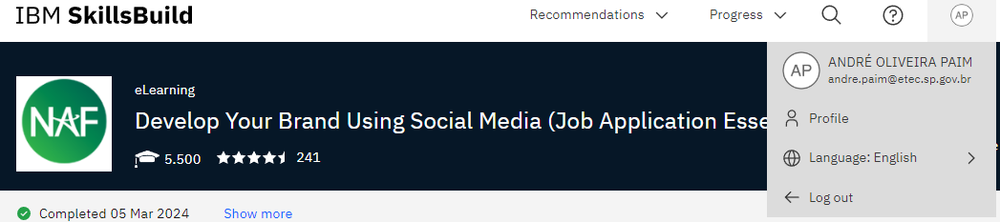 IBM SkillsBuild
Recommendations
Progress
AP
AP
ANDRÉ OLIVEIRA PAIM
andre.paim@etec.sp.gov.br
Profile
Language: English
Log out
NAF
eLearning
Develop Your Brand Using Social Media (Job Application Esse
5.500
241
Completed 05 Mar 2024
Show more